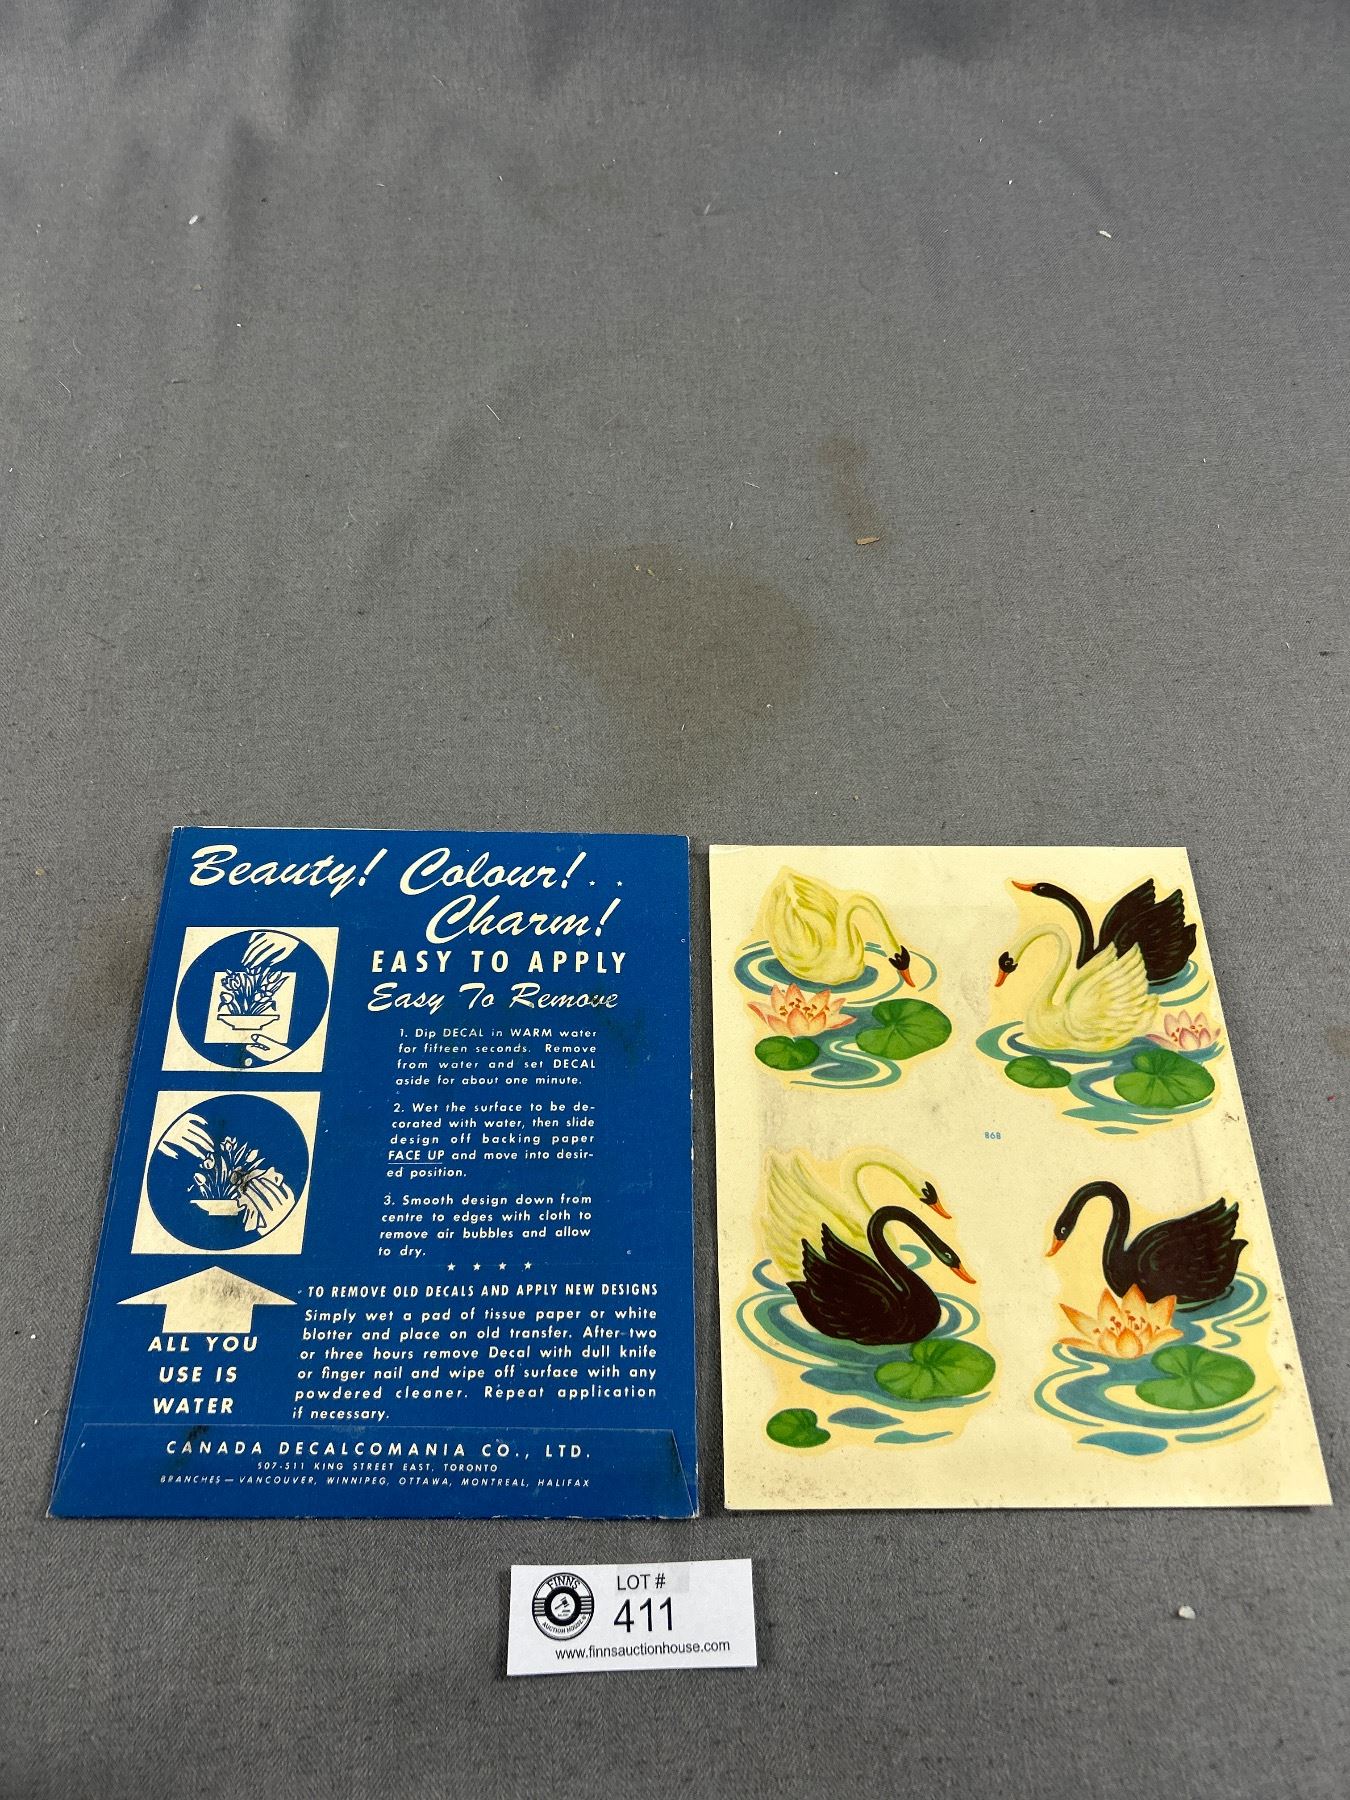 Beauty! Colour! . .
Charm!
EASY TO APPLY
Easy To Remove
1. Dip DECAL in WARM water
for fifteen seconds. Remove
from water and set DECAL
aside for about one minute.
2. Wet the surface to be de-
corated with water, then slide
design off backing paper
FACE UP and move into desir-
ed position.
3. Smooth design down from
centre to edges with cloth to
remove air bubbles and allow
to dry.
★ ★ ★ ★
TO REMOVE OLD DECALS AND APPLY NEW DESIGNS
Simply wet a pad of tissue paper or white
blotter and place on old transfer. After two
or three hours remove Decal with dull knife
or finger nail and wipe off surface with any
powdered cleaner. Repeat application
if necessary.
ALL YOU
USE IS
WATER
CANADA DECALCOMANIA CO., LTD.
507-511 KING STREET EAST, TORONTO
BRANCHES — VANCOUVER, WINNIPEG, OTTAWA, MONTREAL, HALIFAX
868
FINNS
AUCTION HOUSE
LOT #
411
www.finnsauctionhouse.com